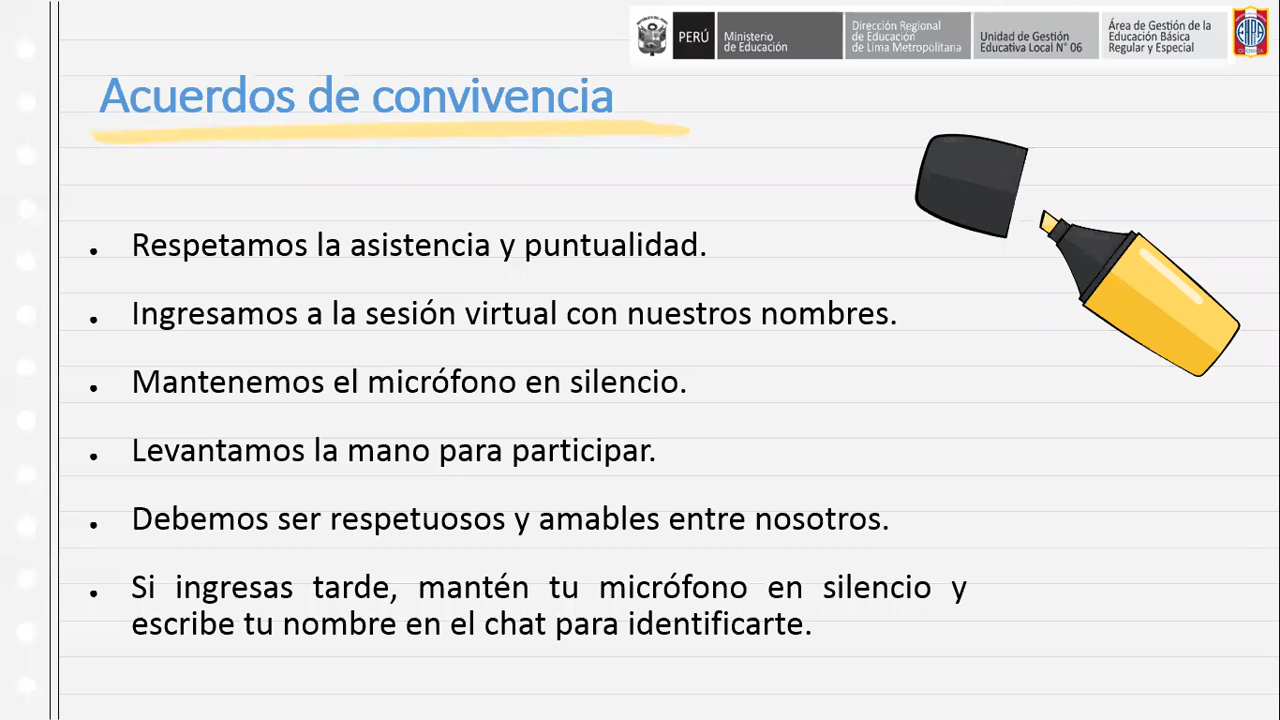 PERÚ
Ministerio
de Educación
Dirección Regional
de Educación
de Lima Metropolitana
Unidad de Gestión
Educativa Local N° 06
Área de Gestión de la
Educación Básica
Regular y Especial
Acuerdos de convivencia
• Respetamos la asistencia y puntualidad.
• Ingresamos a la sesión virtual con nuestros nombres.
• Mantenemos el micrófono en silencio.
• Levantamos la mano para participar.
• Debemos ser respetuosos y amables entre nosotros.
• Si ingresas tarde, mantén tu micrófono en silencio y
escribe tu nombre en el chat para identificarte.